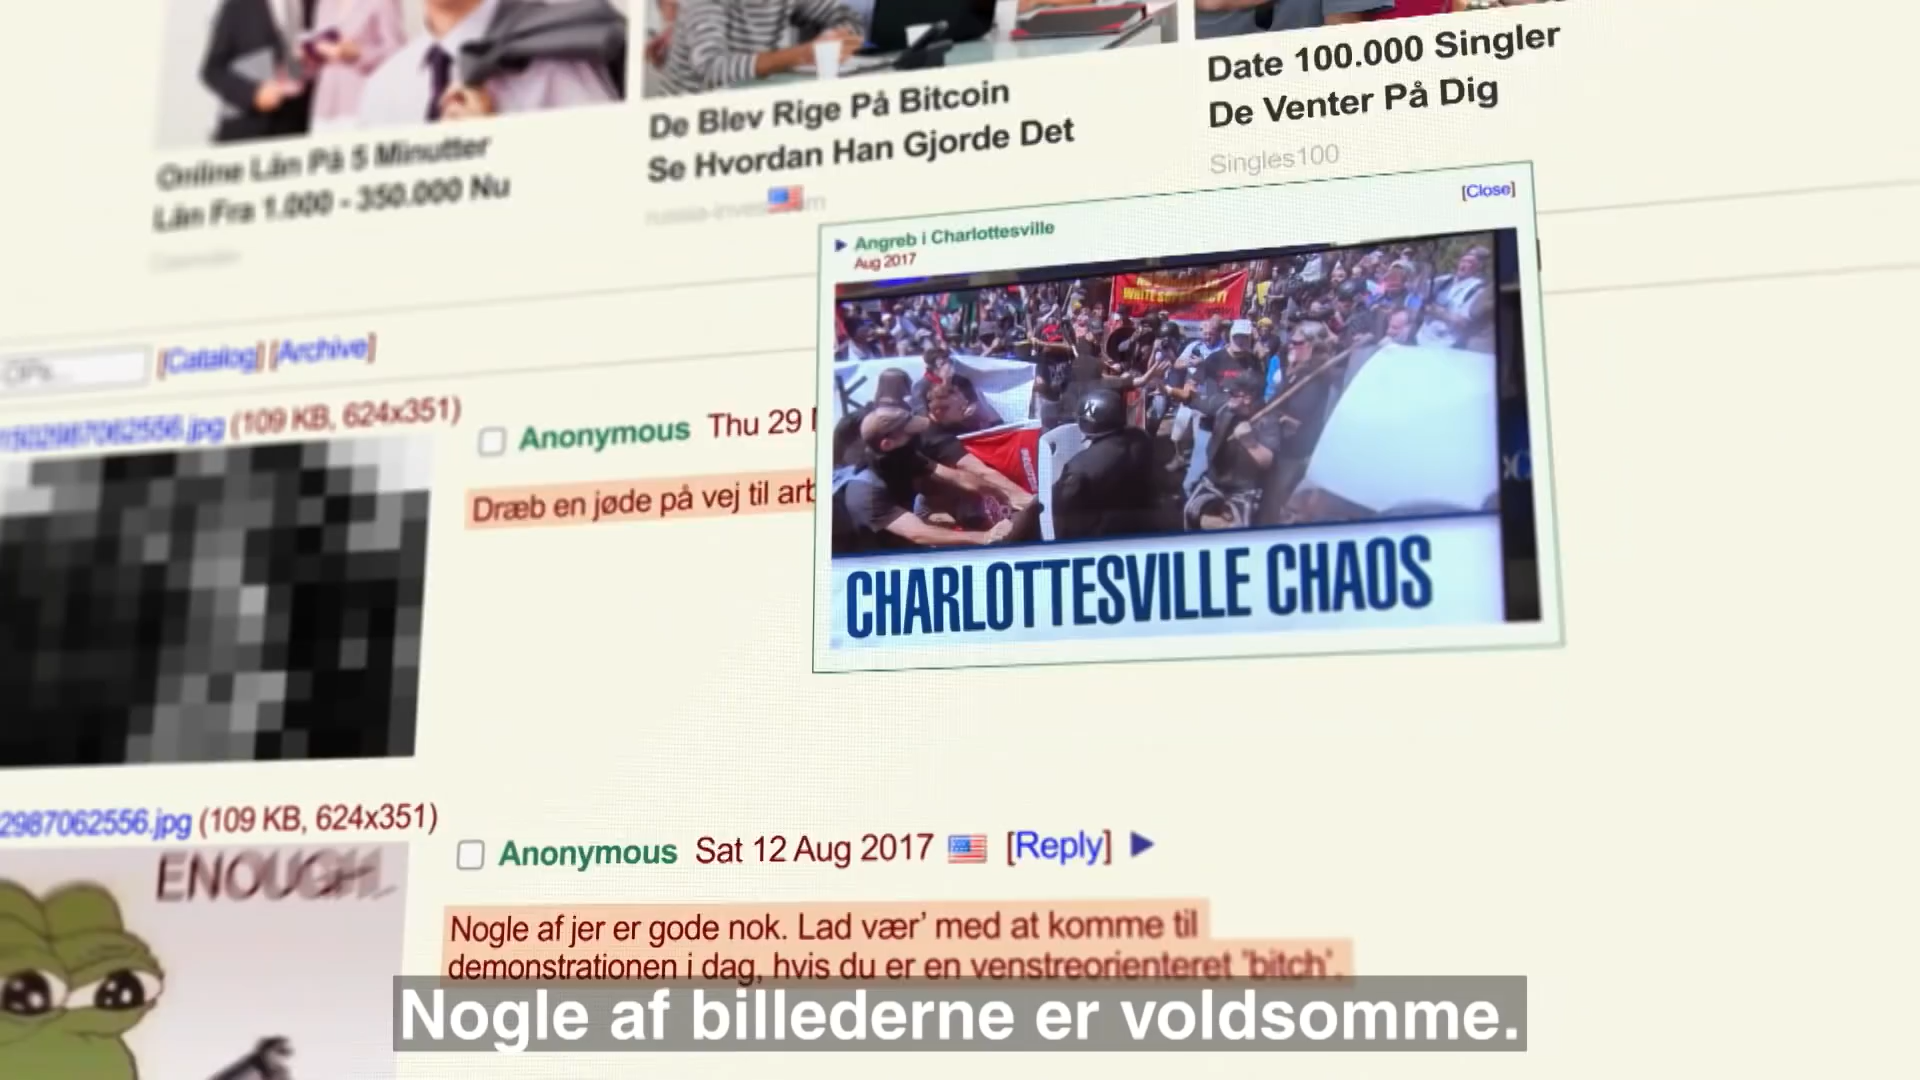 Online Lån På 5 Minutter
Lån Fra 1.000 - 350.000 Nu
De Blev Rige På Bitcoin
Se Hvordan Han Gjorde Det
Date 100.000 Singler
De Venter På Dig
Singles100
[Close]
Angreb i Charlottesville
Aug 2017
WHITE SUPREMACY!
CHARLOTTESVILLE CHAOS
[Catalog] [Archive]
(109 KB, 624x351)
Anonymous Thu 29
Dræb en jøde på vej til
2987062556.jpg (109 KB, 624x351)
ENOUGH
Anonymous Sat 12 Aug 2017 [Reply]
Nogle af jer er gode nok. Lad vær’ med at komme til
demonstrationen i dag, hvis du er en venstreorienteret 'bitch'.
Nogle af billederne er voldsomme.